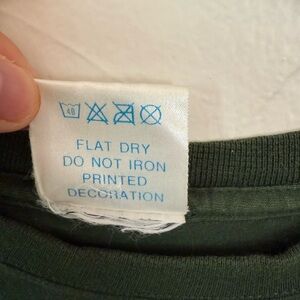 40
FLAT DRY
DO NOT IRON
PRINTED
DECORATION